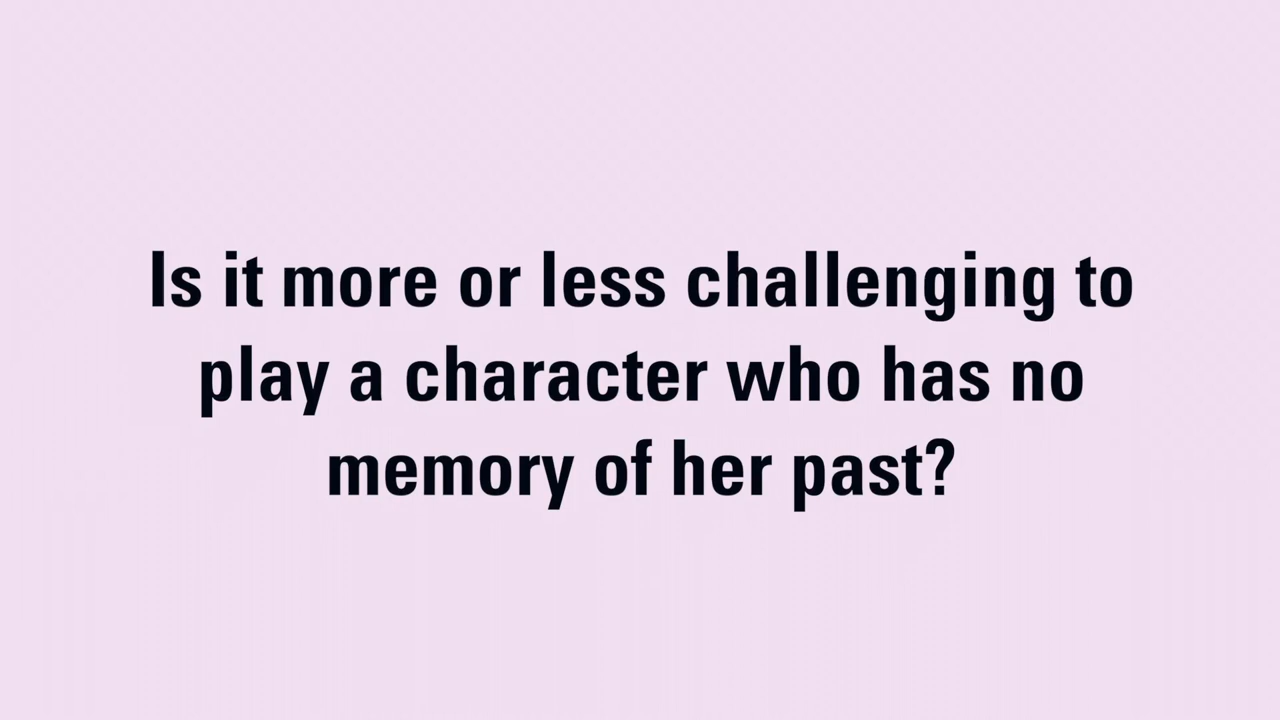 Is it more or less challenging to
play a character who has no
memory of her past?